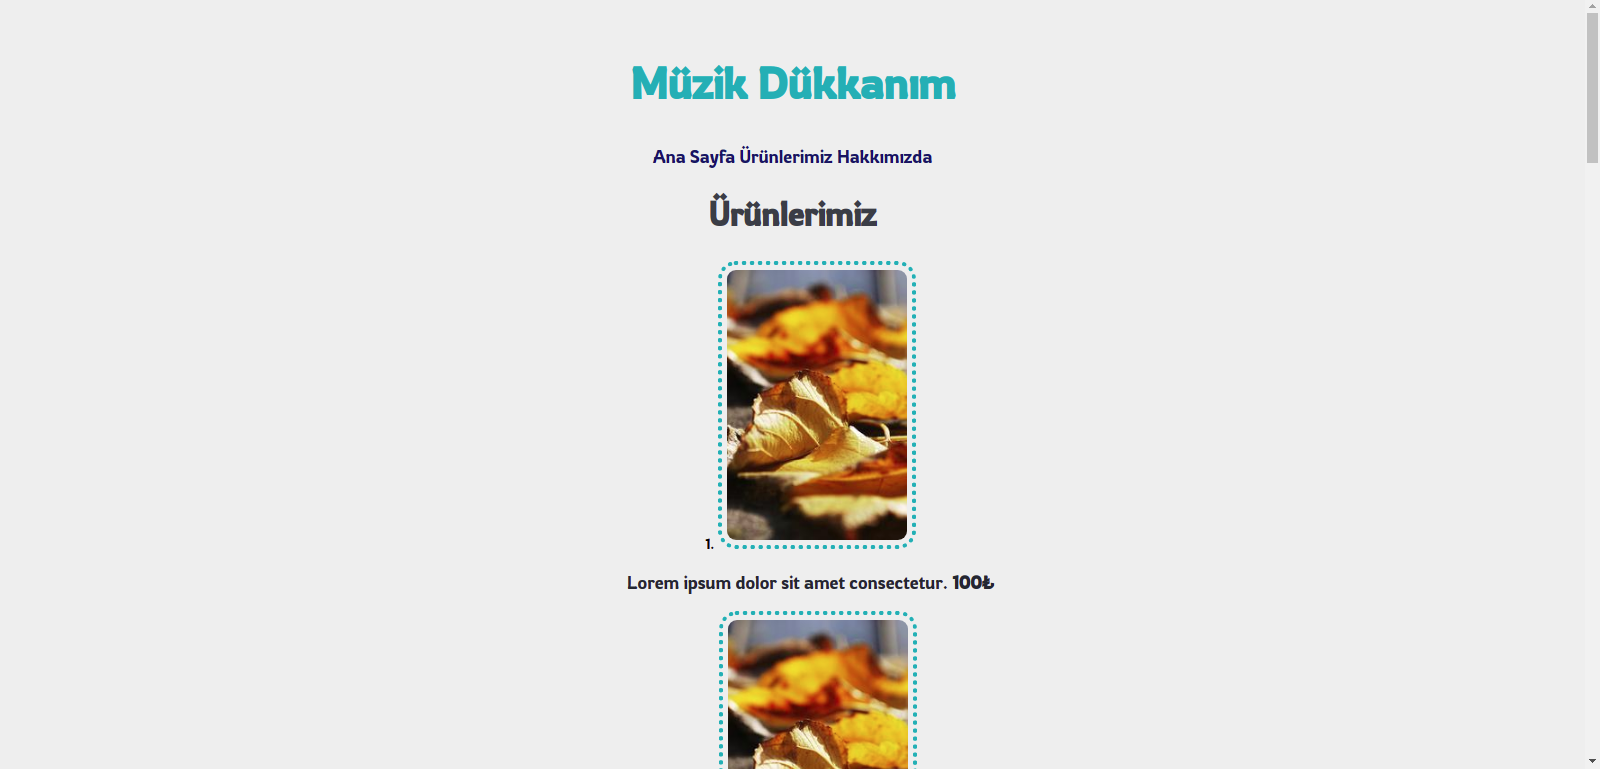 Müzik Dükkanım
Ana Sayfa Ürünlerimiz Hakkımızda
Ürünlerimiz
1.
Lorem ipsum dolor sit amet consectetur. 100₺